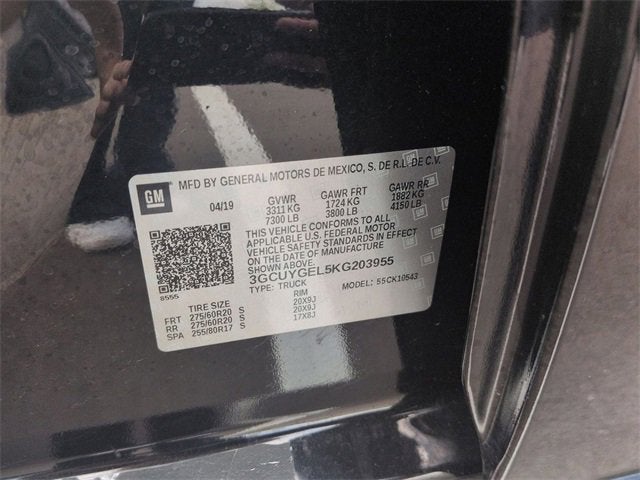 GM
MFD BY GENERAL MOTORS DE MEXICO, S. DE R.L. DE C.V.
04/19 GVWR GAWR FRT GAWR RR
3311 KG 1724 KG 1882 KG
7300 LB 3800 LB 4150 LB
THIS VEHICLE CONFORMS TO ALL
APPLICABLE U.S. FEDERAL MOTOR
VEHICLE SAFETY STANDARDS IN EFFECT
ON THE DATE OF MANUFACTURE
3GCUYGEL5KG203955
8555 TYPE: TRUCK MODEL: 55CK10543
TIRE SIZE RIM
FRT 275/60R20 S 20X9J
RR 275/60R20 S 20X9J
SPA 255/80R17 S 17X8J